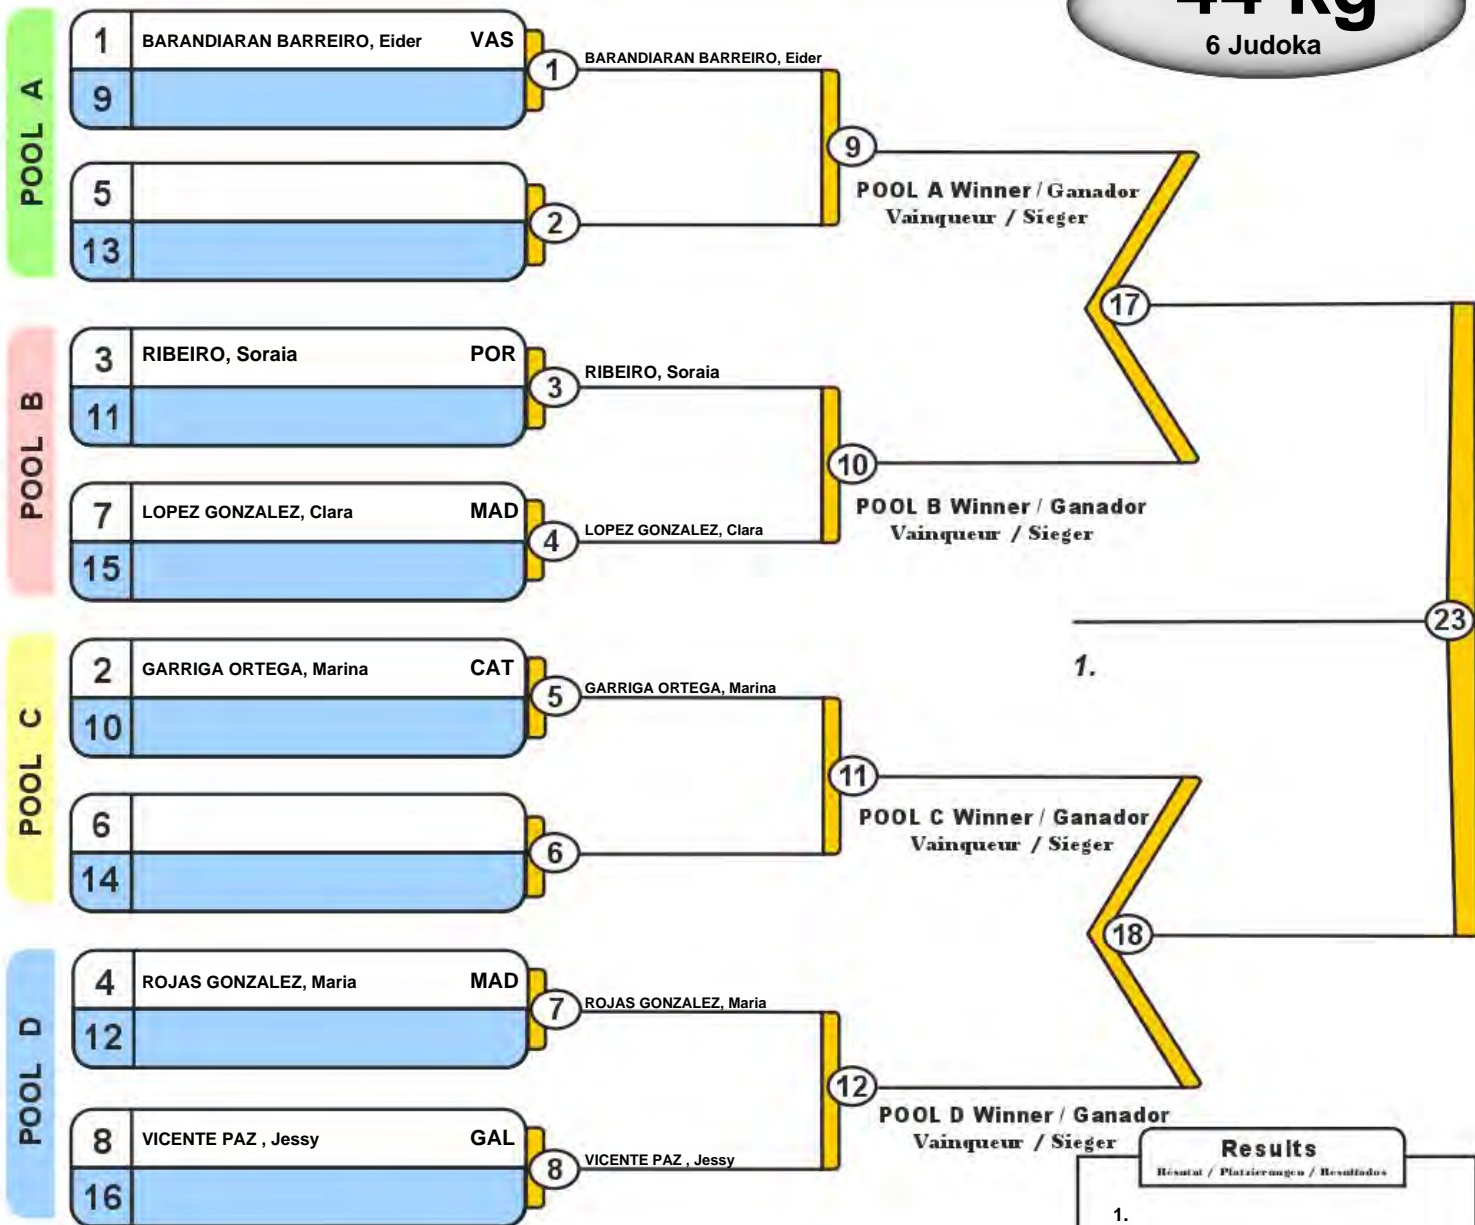 44 kg
6 Judoka
POOL A
1 BARANDIARAN BARREIRO, Eider VAS
9
1
BARANDIARAN BARREIRO, Eider
5
13
2
9
POOL A Winner / Ganador
Vainqueur / Sieger
17
POOL B
3 RIBEIRO, Soraia POR
11
3
RIBEIRO, Soraia
7 LOPEZ GONZALEZ, Clara MAD
15
4
LOPEZ GONZALEZ, Clara
10
POOL B Winner / Ganador
Vainqueur / Sieger
23
1.
POOL C
2 GARRIGA ORTEGA, Marina CAT
10
5
GARRIGA ORTEGA, Marina
6
14
6
11
POOL C Winner / Ganador
Vainqueur / Sieger
18
POOL D
4 ROJAS GONZALEZ, Maria MAD
12
7
ROJAS GONZALEZ, Maria
8 VICENTE PAZ , Jessy GAL
16
8
VICENTE PAZ , Jessy
12
POOL D Winner / Ganador
Vainqueur / Sieger
Results
Résutat / Platzierungen / Resultados
1.